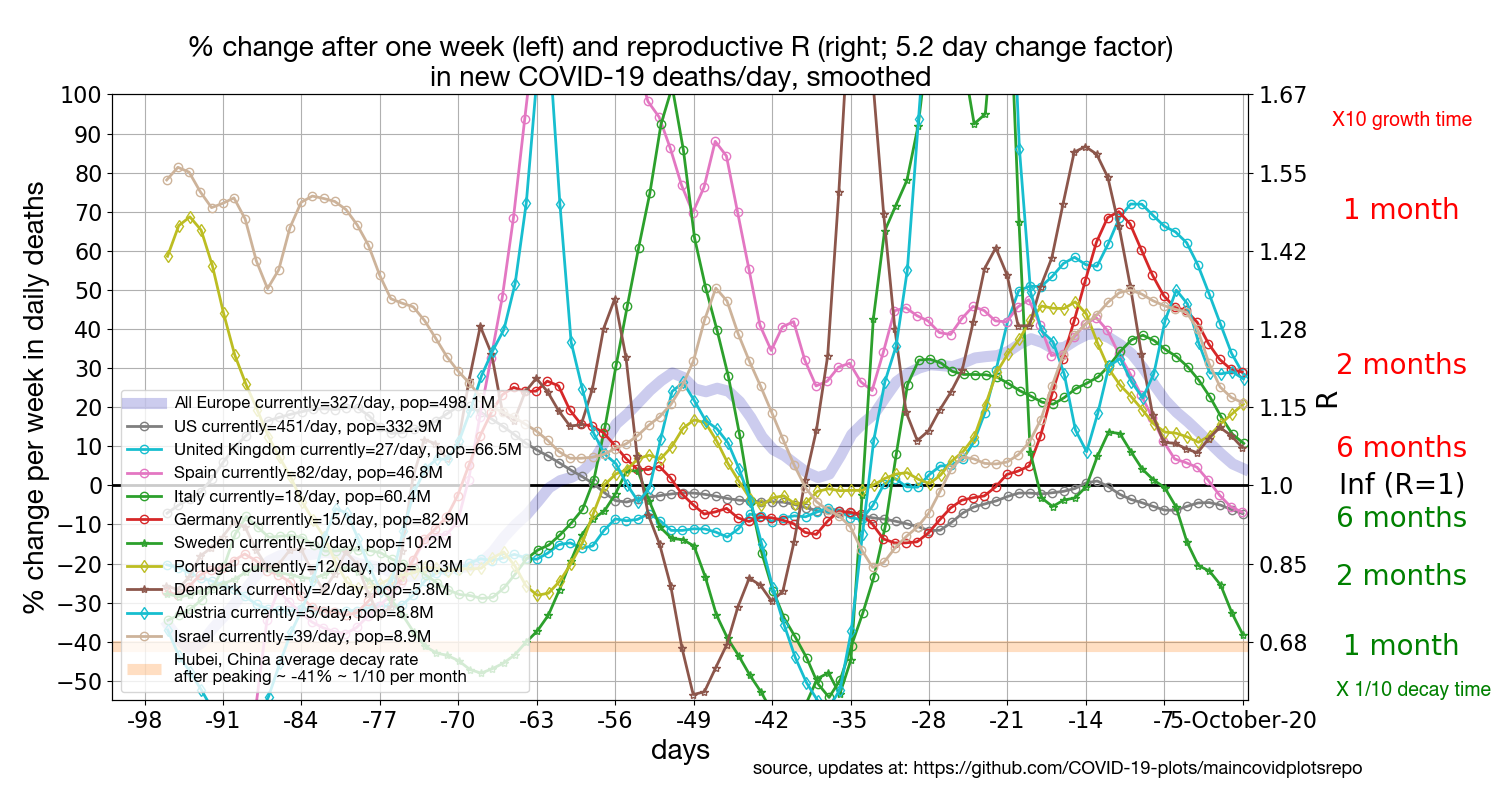 % change after one week (left) and reproductive R (right; 5.2 day change factor)
in new COVID-19 deaths/day, smoothed
% change per week in daily deaths
100
90
80
70
60
50
40
30
20
10
0
−10
−20
−30
−40
−50
All Europe currently=327/day, pop=498.1M
US currently=451/day, pop=332.9M
United Kingdom currently=27/day, pop=66.5M
Spain currently=82/day, pop=46.8M
Italy currently=18/day, pop=60.4M
Germany currently=15/day, pop=82.9M
Sweden currently=0/day, pop=10.2M
Portugal currently=12/day, pop=10.3M
Denmark currently=2/day, pop=5.8M
Austria currently=5/day, pop=8.8M
Israel currently=39/day, pop=8.9M
Hubei, China average decay rate
after peaking ~ -41% ~ 1/10 per month
1.67
1.55
1.42
1.28
1.15
1.0
0.85
0.68
R
X10 growth time
1 month
2 months
6 months
Inf (R=1)
6 months
2 months
1 month
X 1/10 decay time
-98 -91 -84 -77 -70 -63 -56 -49 -42 -35 -28 -21 -14 -7 5-October-20
days
source, updates at: https://github.com/COVID-19-plots/maincovidplotsrepo